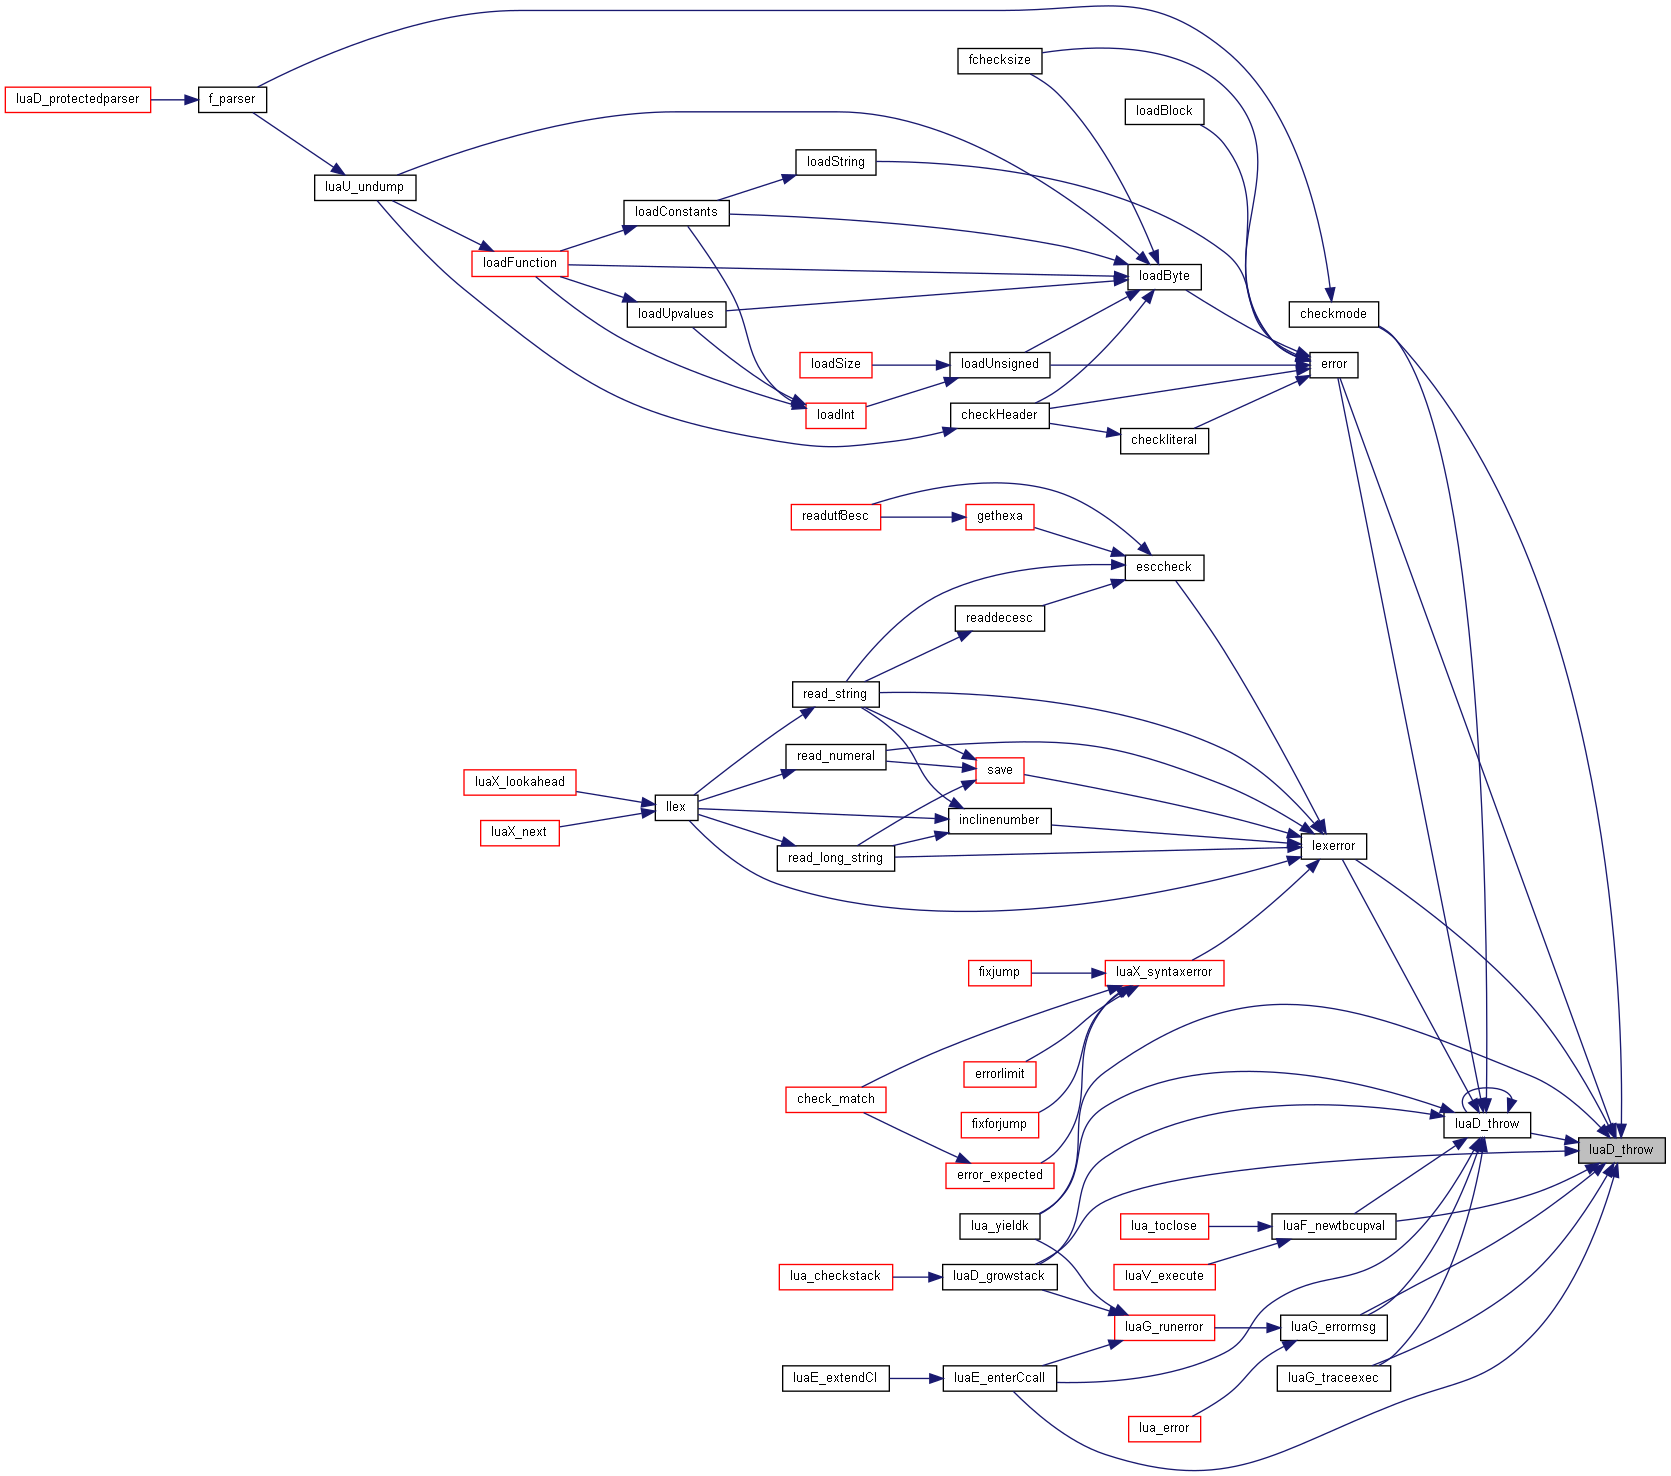 fchecksize
luaD_protectedparser
f_parser
loadBlock
loadString
luaU_undump
loadConstants
loadFunction
loadByte
loadUpvalues
checkmode
loadSize
loadUnsigned
error
loadInt
checkHeader
checkliteral
readutf8esc
gethexa
esccheck
readdecesc
read_string
read_numeral
save
luaX_lookahead
llex
inclinenumber
luaX_next
lexerror
read_long_string
fixjump
luaX_syntaxerror
errorlimit
check_match
fixforjump
luaD_throw
luaD_throw
error_expected
lua_yieldk
lua_toclose
luaF_newtbcupval
lua_checkstack
luaD_growstack
luaV_execute
luaG_runerror
luaG_errormsg
luaE_extendCI
luaE_enterCcall
luaG_traceexec
lua_error